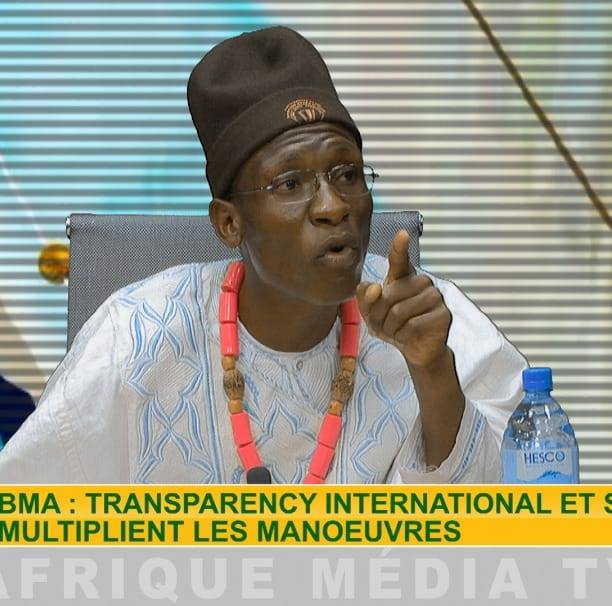 HESCO
BMA : TRANSPARENCY INTERNATIONAL ET S
MULTIPLIENT LES MANOEUVRES
AFRIQUE MÉDIA TV